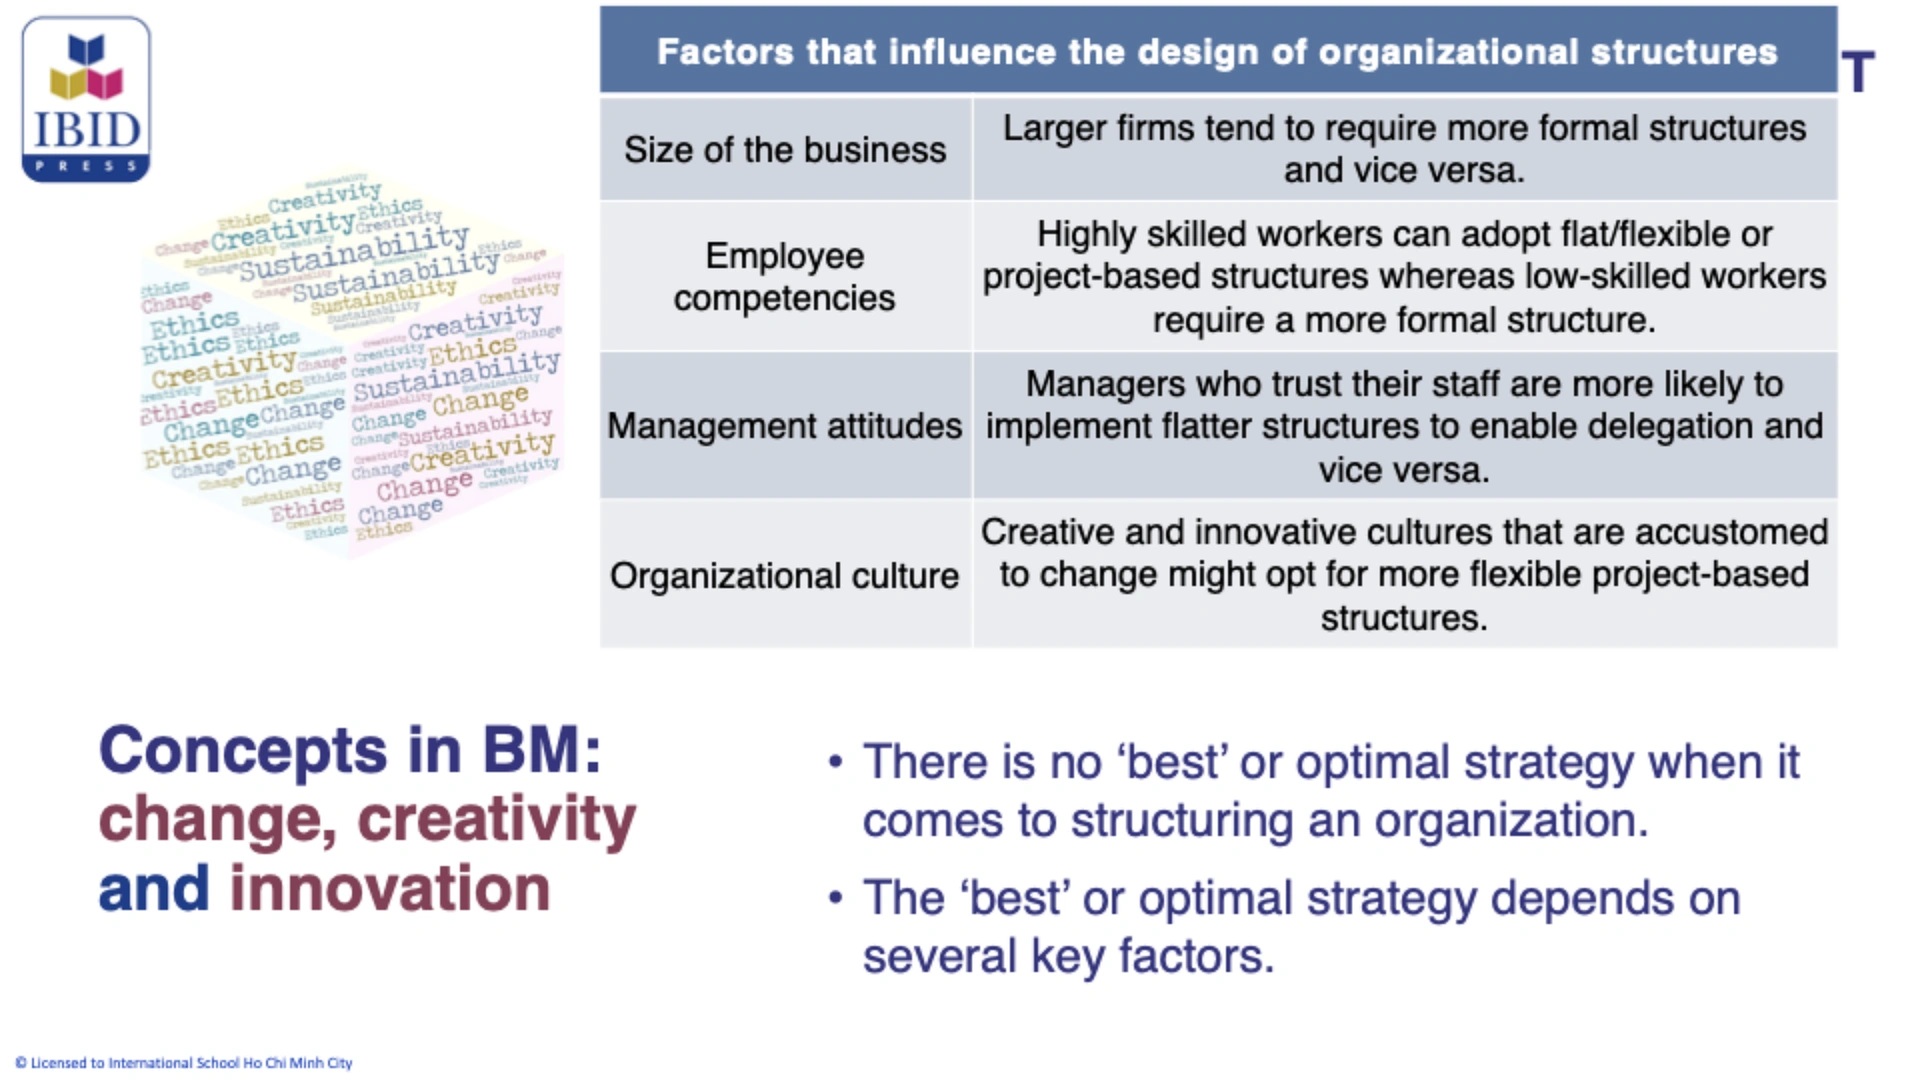 IBID
PRESS
Factors that influence the design of organizational structures
T
Size of the business
Larger firms tend to require more formal structures
and vice versa.
Employee
competencies
Highly skilled workers can adopt flat/flexible or
project-based structures whereas low-skilled workers
require a more formal structure.
Management attitudes
Managers who trust their staff are more likely to
implement flatter structures to enable delegation and
vice versa.
Organizational culture
Creative and innovative cultures that are accustomed
to change might opt for more flexible project-based
structures.
Sustainability
Creativity
Ethics
Change
Concepts in BM:
change, creativity
and innovation
• There is no ‘best’ or optimal strategy when it
comes to structuring an organization.
• The ‘best’ or optimal strategy depends on
several key factors.
© Licensed to International School Ho Chi Minh City